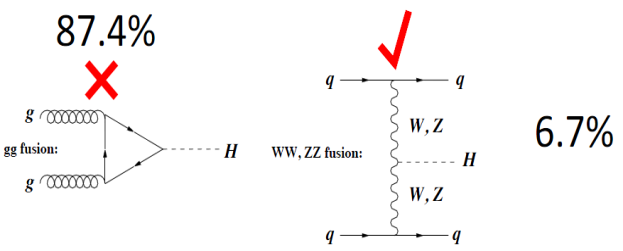 87.4%
g
gg fusion:
H
g
q
q
W, Z
WW, ZZ fusion:
H
W, Z
q
q
6.7%